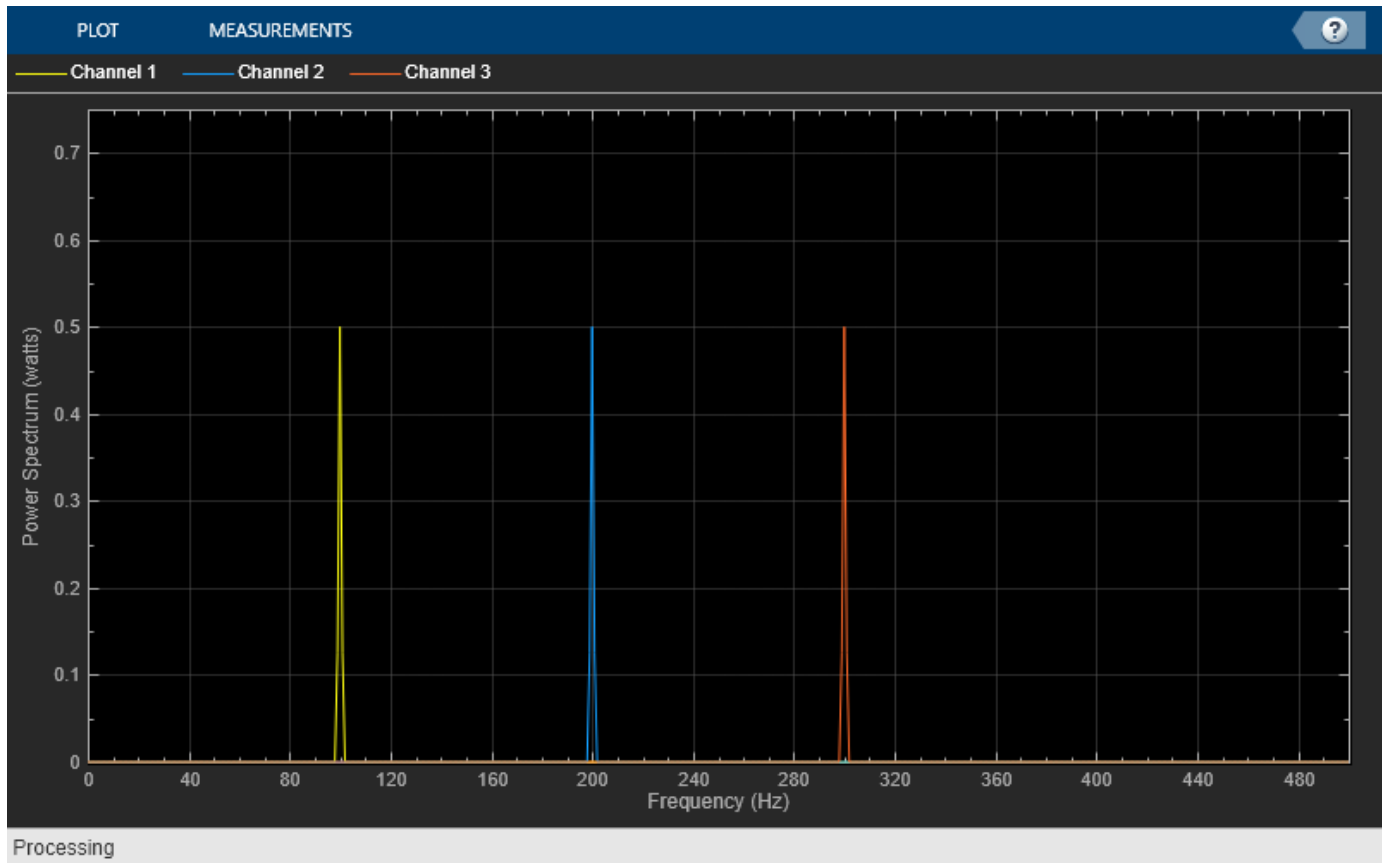 PLOT MEASUREMENTS ?
Channel 1 Channel 2 Channel 3
0.7
0.6
0.5
0.4
0.3
0.2
0.1
0
Power Spectrum (watts)
0 40 80 120 160 200 240 280 320 360 400 440 480
Frequency (Hz)
Processing